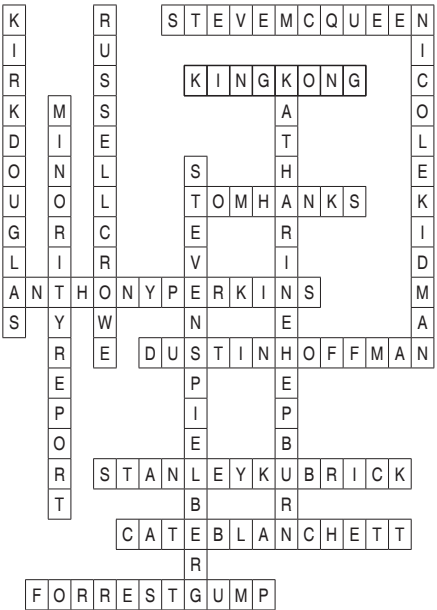 KIRKDOUGLAS
RUSSELLCROWE
STEVEMCQUEEN
NICOLEKIDMAN
KINGKONG
KATHARINEHEPBURN
MINORITYREPORT
STEVENSPIELBERG
TOMHANKS
ANTHONYPERKINS
DUSTINHOFFMAN
STANLEYKUBRICK
CATEBLANCHETT
FORRESTGUMP